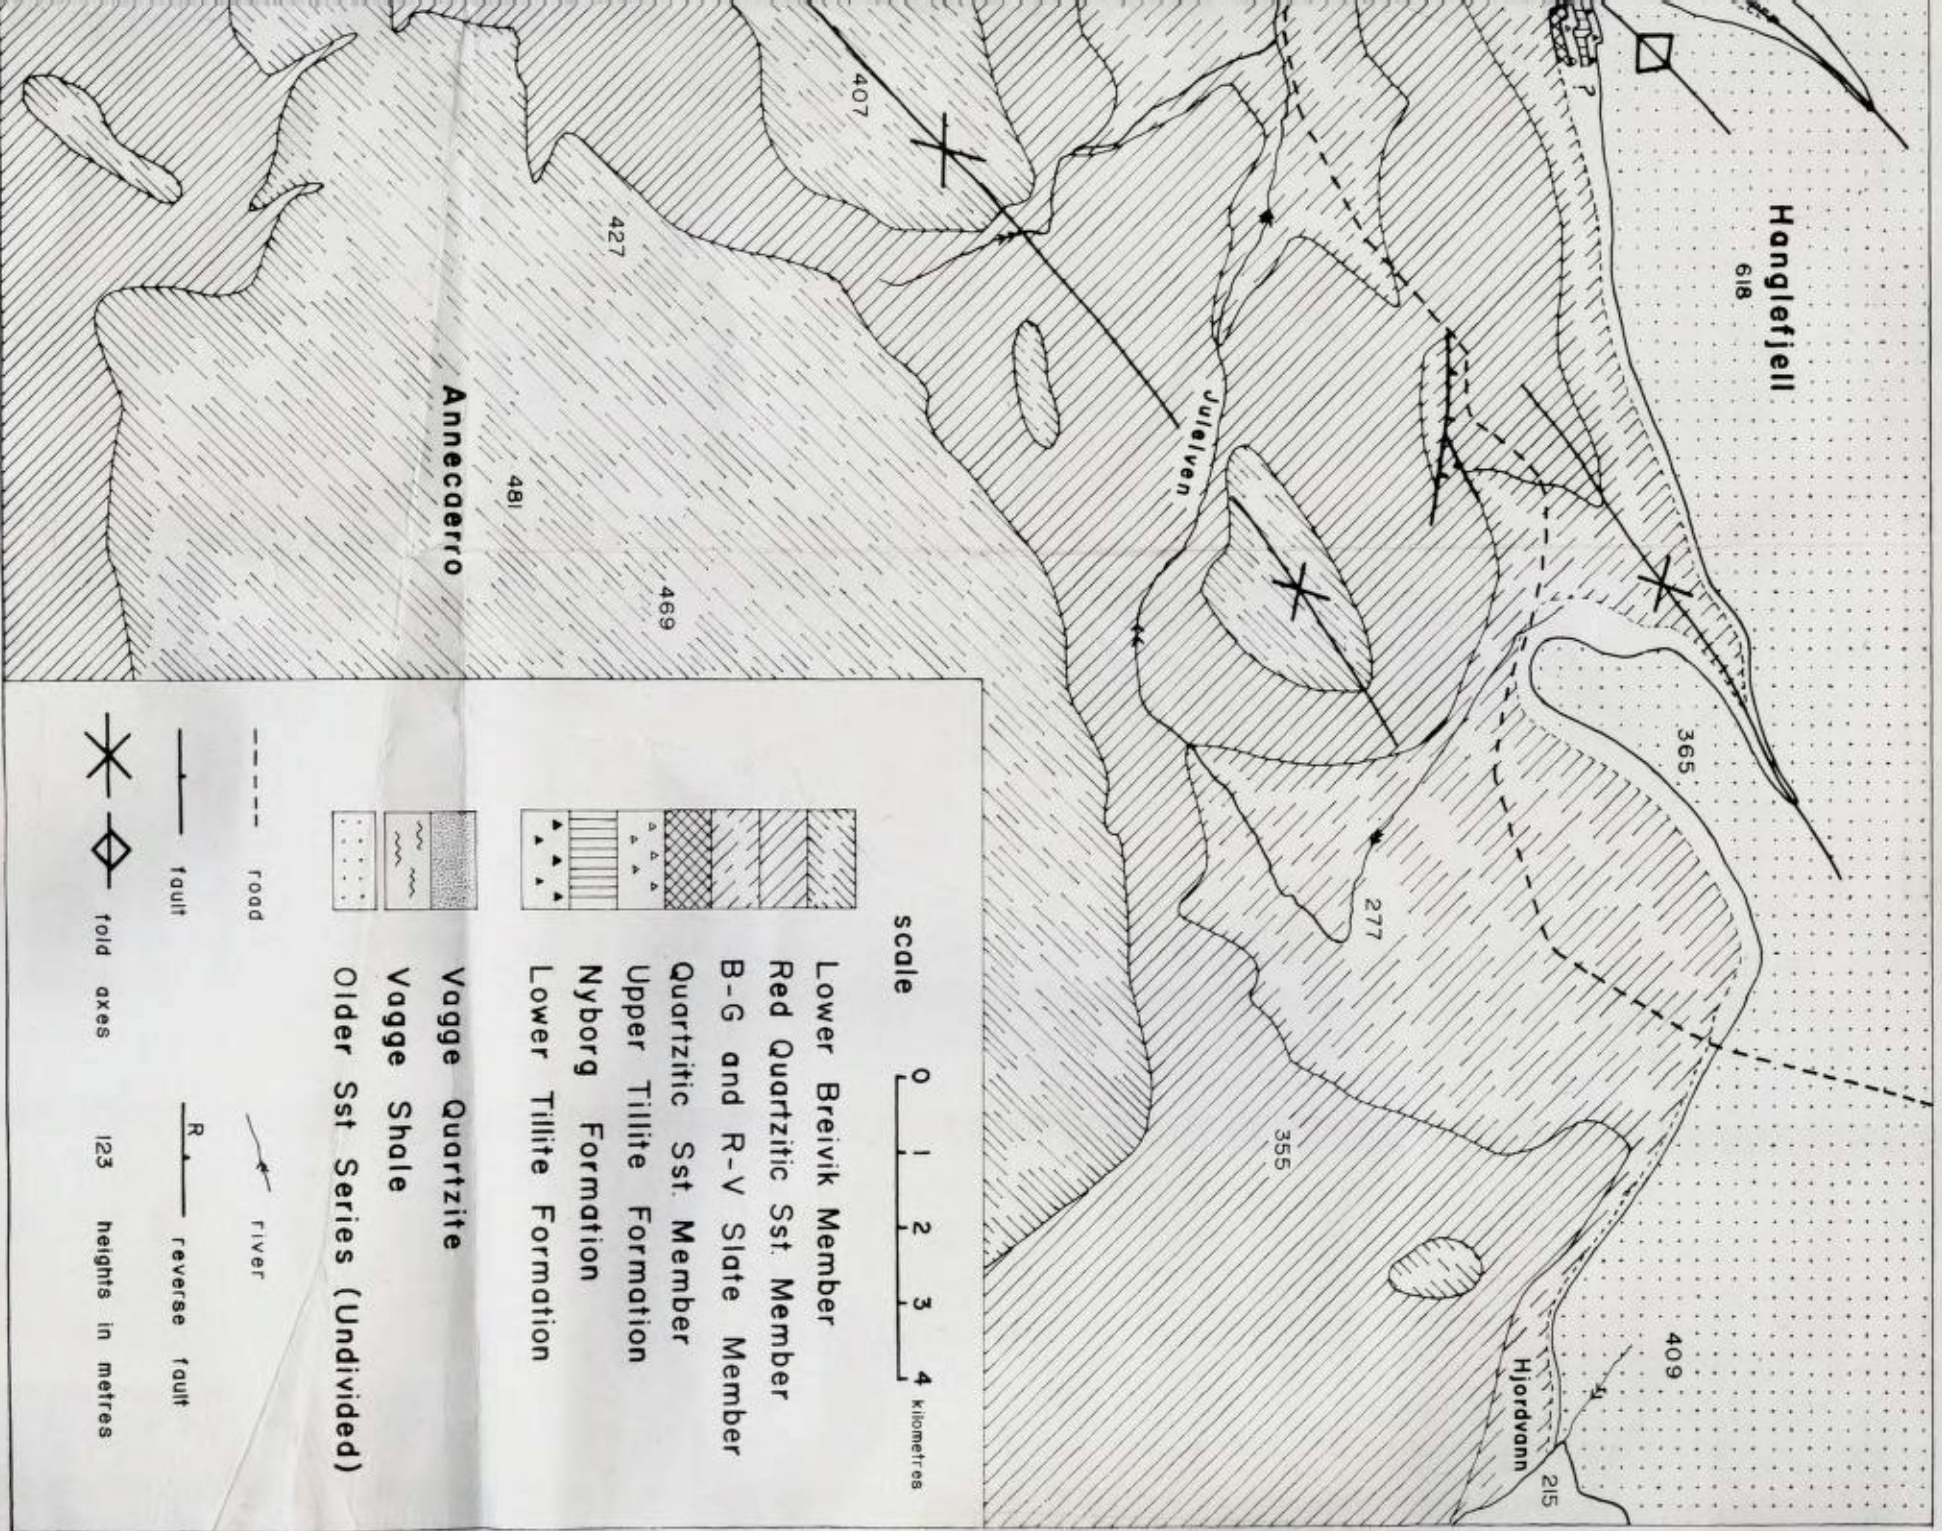 Hanglefjell
618
?
407
427
Julelven
Annecaerro
481
469
365
277
355
409
Hjordvann
215
scale
0 1 2 3 4 kilometres
Lower Breivik Member
Red Quartzitic Sst. Member
B-G and R-V Slate Member
Quartzitic Sst. Member
Upper Tillite Formation
Nyborg Formation
Lower Tillite Formation
Vagge Quartzite
Vagge Shale
Older Sst Series (Undivided)
road
river
fault
R
reverse fault
fold axes
123 heights in metres